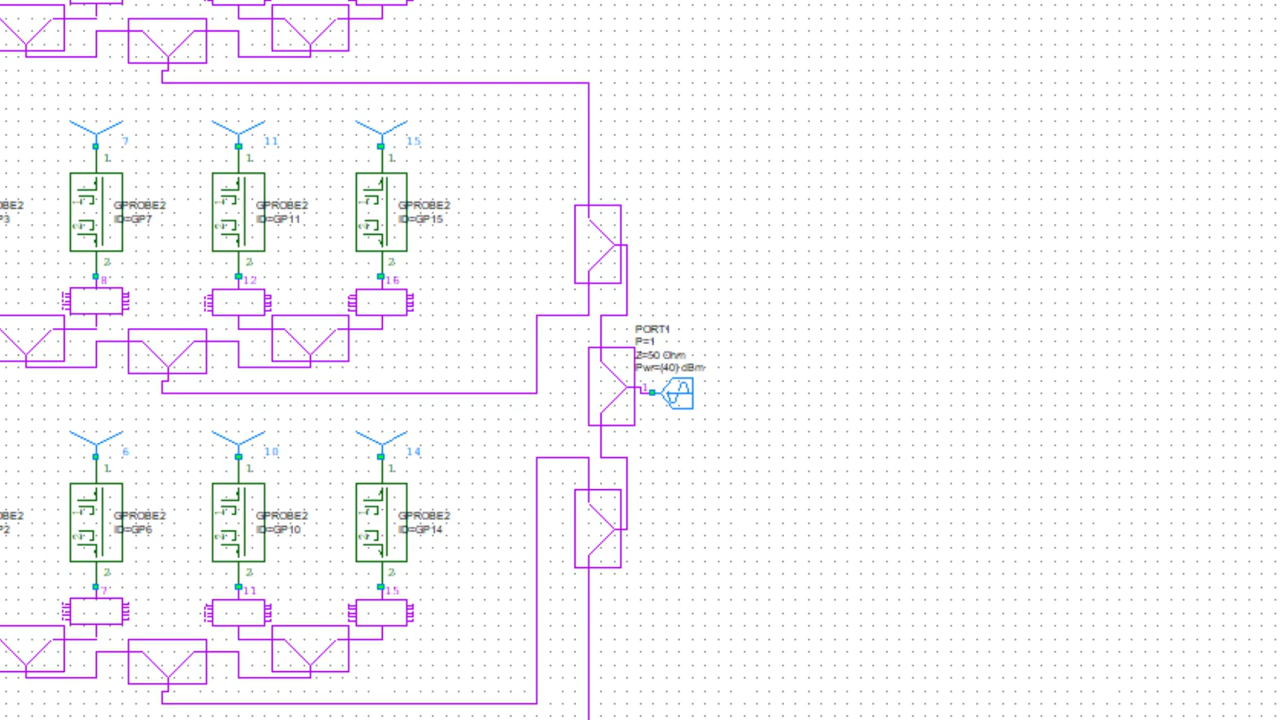 7 11 15
1 1 1
OBE2 GPROBE2 GPROBE2 GPROBE2
P3 ID=GP7 ID=GP11 ID=GP15
2 2 2
8 12 16
PORT1
P=1
Z=50 Ohm
Pwr=(40) dBm
1
6 10 14
1 1 1
OBE2 GPROBE2 GPROBE2 GPROBE2
P2 ID=GP6 ID=GP10 ID=GP14
2 2 2
7 11 15